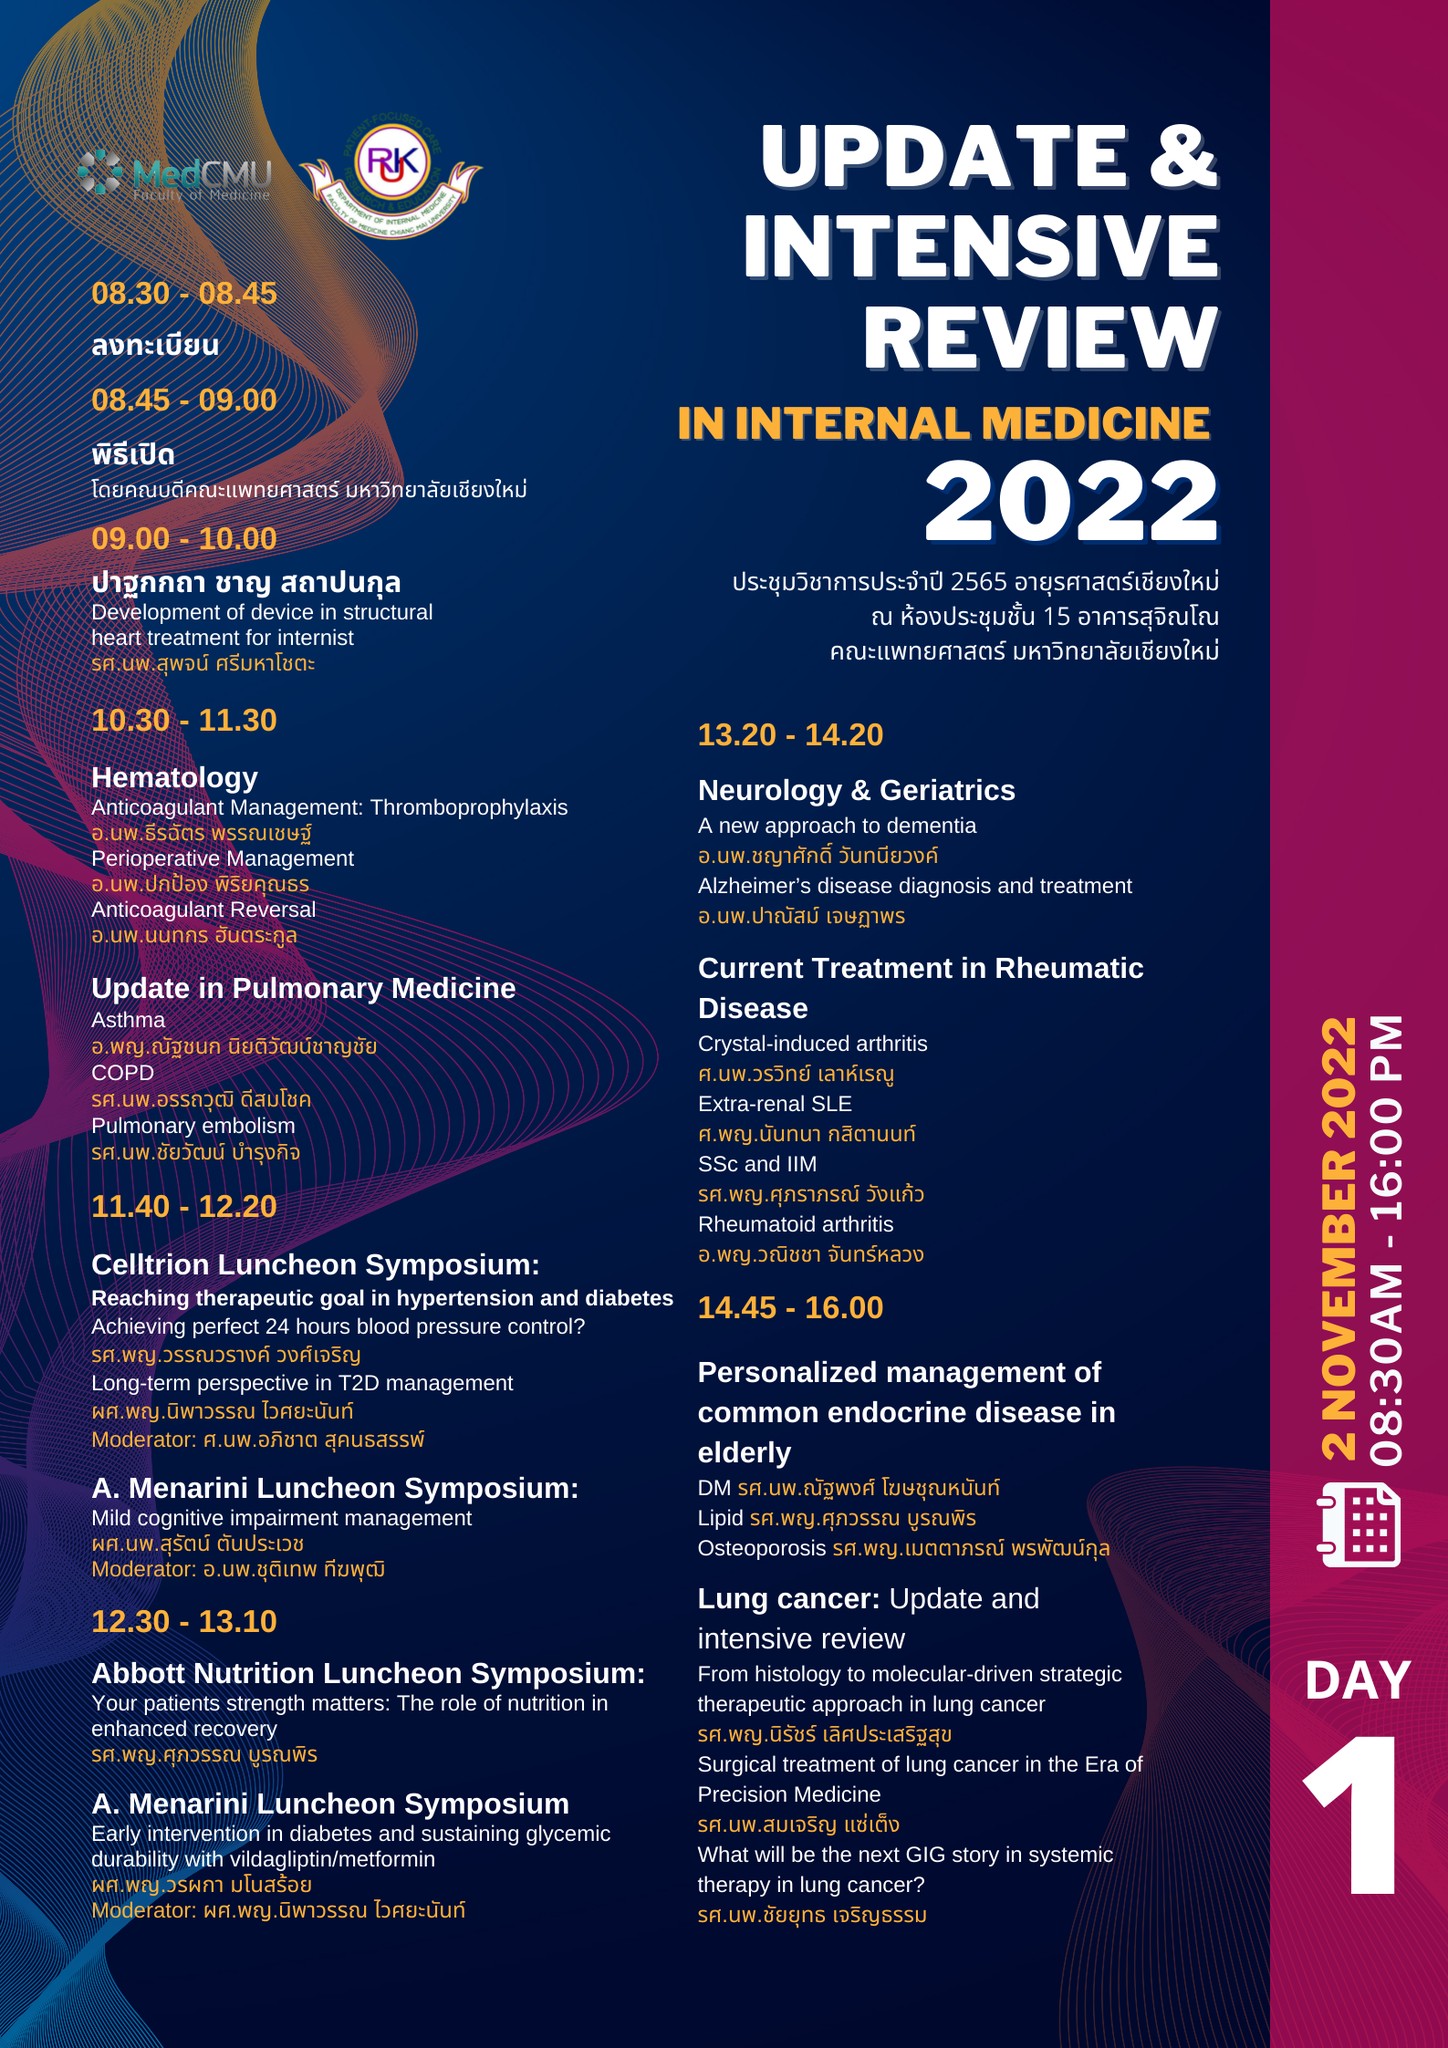 MedCMU
Faculty of Medicine
PATIENT-FOCUSED CARE
RUK
DEPARTMENT OF INTERNAL MEDICINE
FACULTY OF MEDICINE CHIANG MAI UNIVERSITY
UPDATE &
INTENSIVE
REVIEW
IN INTERNAL MEDICINE
2022
ประชุมวิชาการประจำปี 2565 อายุรศาสตร์เชียงใหม่
ณ ห้องประชุมชั้น 15 อาคารสุจิณโณ
คณะแพทยศาสตร์ มหาวิทยาลัยเชียงใหม่
08.30 - 08.45
ลงทะเบียน
08.45 - 09.00
พิธีเปิด
โดยคณบดีคณะแพทยศาสตร์ มหาวิทยาลัยเชียงใหม่
09.00 - 10.00
ปาฐกกถา ชาญ สถาปนกุล
Development of device in structural
heart treatment for internist
รศ.นพ.สุพจน์ ศรีมหาโชตะ
10.30 - 11.30
Hematology
Anticoagulant Management: Thromboprophylaxis
อ.นพ.ธีรฉัตร พรรณเชษฐ์
Perioperative Management
อ.นพ.ปกป้อง พิริยคุณธร
Anticoagulant Reversal
อ.นพ.นนทกร ฮันตระกูล
Update in Pulmonary Medicine
Asthma
อ.พญ.ณัฐชนก นิยติวัฒน์ชาญชัย
COPD
รศ.นพ.อรรถวุฒิ ดีสมโชค
Pulmonary embolism
รศ.นพ.ชัยวัฒน์ บำรุงกิจ
11.40 - 12.20
Celltrion Luncheon Symposium:
Reaching therapeutic goal in hypertension and diabetes
Achieving perfect 24 hours blood pressure control?
รศ.พญ.วรรณวรางค์ วงศ์เจริญ
Long-term perspective in T2D management
ผศ.พญ.นิพาวรรณ ไวศยะนันท์
Moderator: ศ.นพ.อภิชาต สุคนธสรรพ์
A. Menarini Luncheon Symposium:
Mild cognitive impairment management
ผศ.นพ.สุรัตน์ ตันประเวช
Moderator: อ.นพ.ชุติเทพ ทีฆพุฒิ
12.30 - 13.10
Abbott Nutrition Luncheon Symposium:
Your patients strength matters: The role of nutrition in
enhanced recovery
รศ.พญ.ศุภวรรณ บูรณพิร
A. Menarini Luncheon Symposium
Early intervention in diabetes and sustaining glycemic
durability with vildagliptin/metformin
ผศ.พญ.วรผกา มโนสร้อย
Moderator: ผศ.พญ.นิพาวรรณ ไวศยะนันท์
13.20 - 14.20
Neurology & Geriatrics
A new approach to dementia
อ.นพ.ชญาศักดิ์ วันทนียวงค์
Alzheimer's disease diagnosis and treatment
อ.นพ.ปาณัสม์ เจษฏาพร
Current Treatment in Rheumatic
Disease
Crystal-induced arthritis
ศ.นพ.วรวิทย์ เลาห์เรณู
Extra-renal SLE
ศ.พญ.นันทนา กสิตานนท์
SSc and IIM
รศ.พญ.ศุภราภรณ์ วังแก้ว
Rheumatoid arthritis
อ.พญ.วณิชชา จันทร์หลวง
14.45 - 16.00
Personalized management of
common endocrine disease in
elderly
DM รศ.นพ.ณัฐพงศ์ โฆษชุณหนันท์
Lipid รศ.พญ.ศุภวรรณ บูรณพิร
Osteoporosis รศ.พญ.เมตตาภรณ์ พรพัฒน์กุล
Lung cancer: Update and
intensive review
From histology to molecular-driven strategic
therapeutic approach in lung cancer
รศ.พญ.นิรัชร์ เลิศประเสริฐสุข
Surgical treatment of lung cancer in the Era of
Precision Medicine
รศ.นพ.สมเจริญ แซ่เต็ง
What will be the next GIG story in systemic
therapy in lung cancer?
รศ.นพ.ชัยยุทธ เจริญธรรม
2 NOVEMBER 2022
08:30AM - 16:00 PM
DAY
1